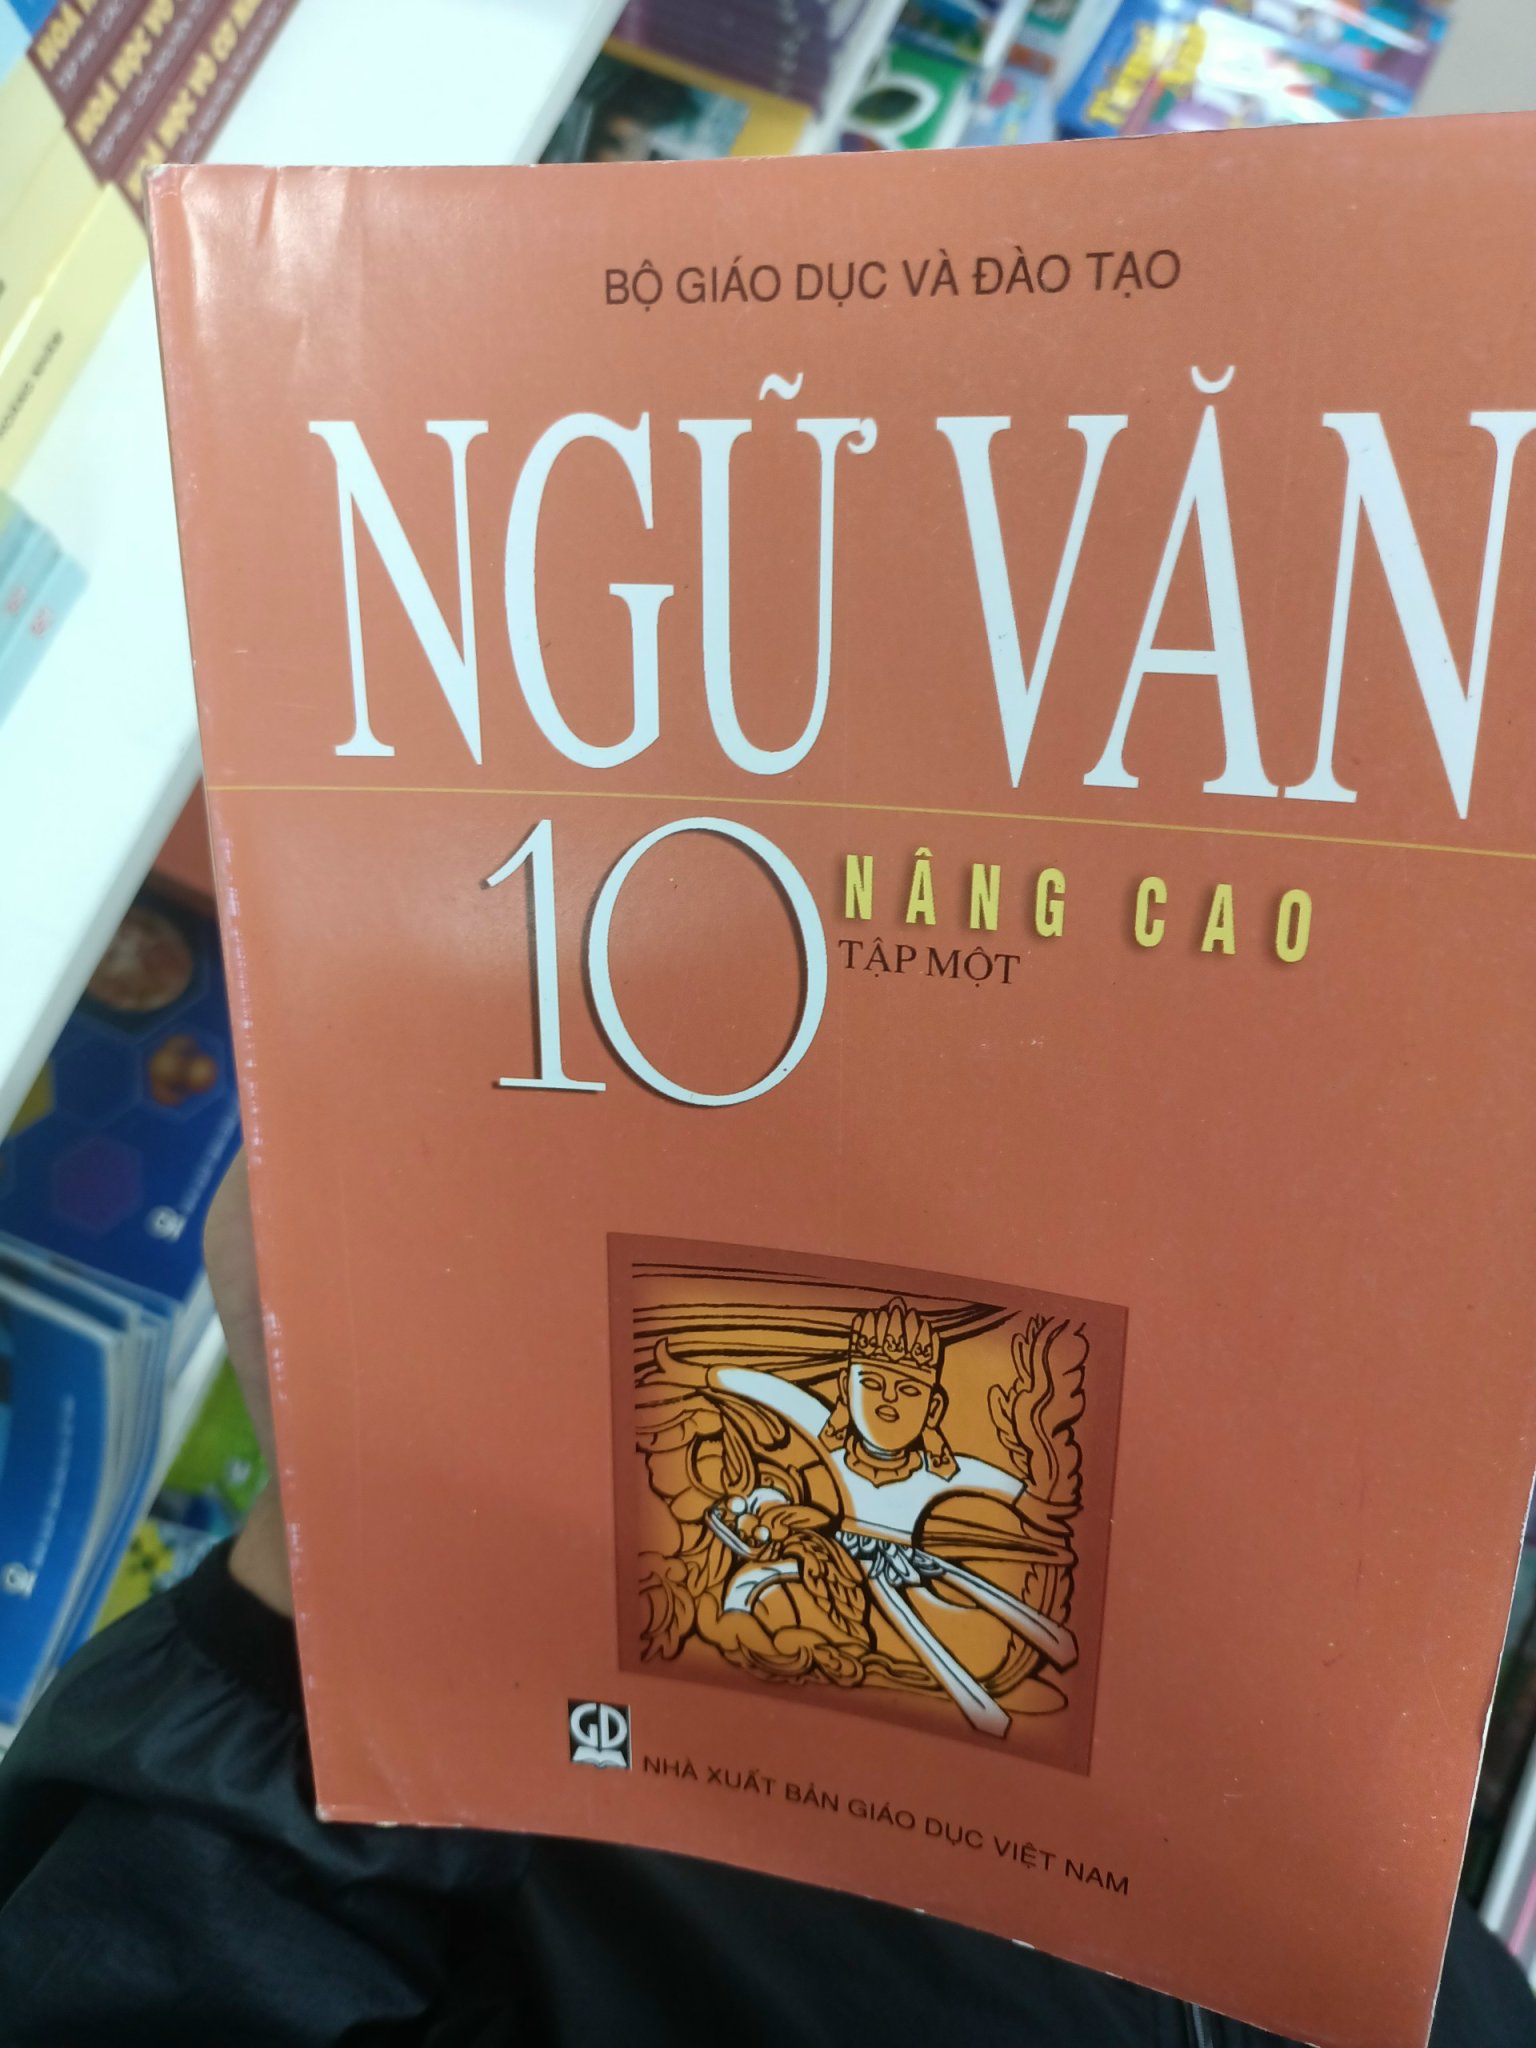 BỘ GIÁO DỤC VÀ ĐÀO TẠO
NGỮ VĂN
10
NÂNG CAO
TẬP MỘT
GD
NHÀ XUẤT BẢN GIÁO DỤC VIỆT NAM